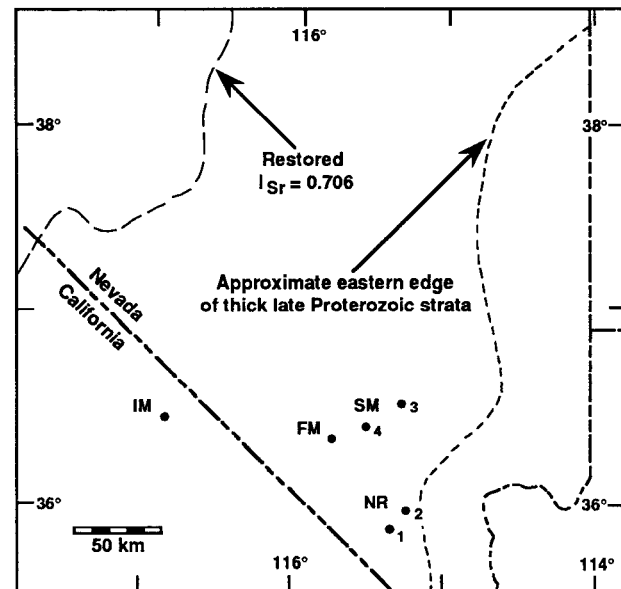 116°
38°
38°
Restored
I Sr = 0.706
Approximate eastern edge
of thick late Proterozoic strata
Nevada
California
IM
SM
3
FM
4
36°
NR
2
36°
1
50 km
116°
114°